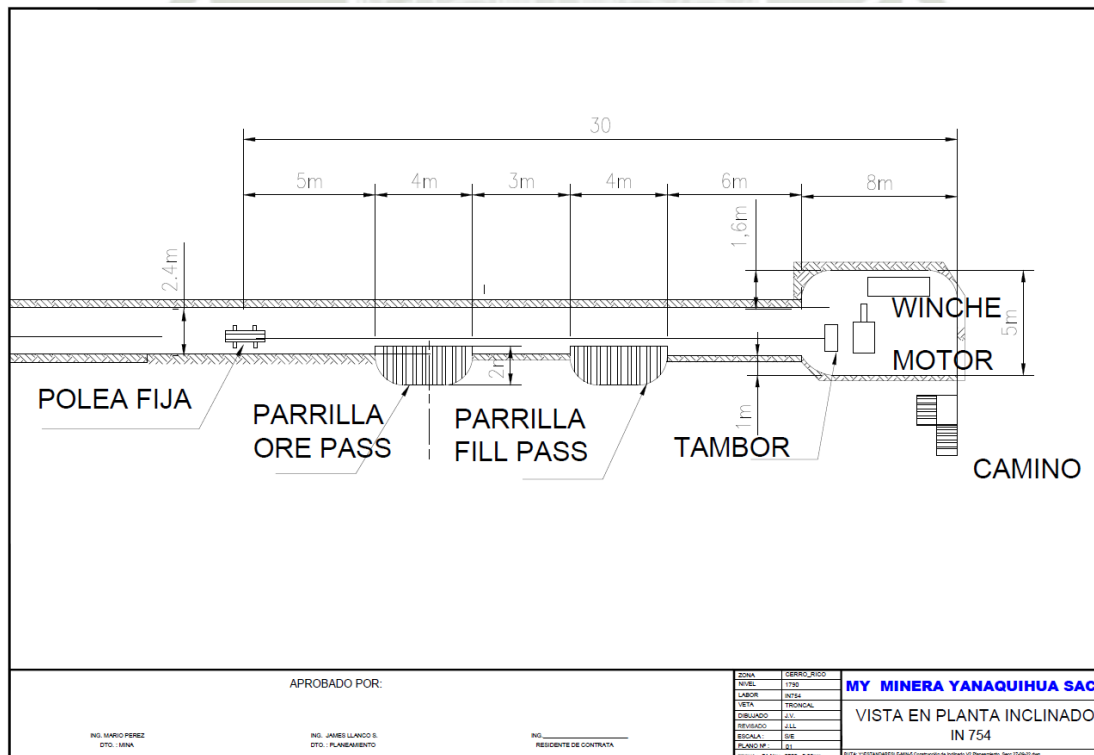 30
5m
4m
3m
4m
6m
8m
1,6m
2.4m
WINCHE
5m
MOTOR
2m
POLEA FIJA
PARRILLA
ORE PASS
PARRILLA
FILL PASS
1m
TAMBOR
CAMINO
APROBADO POR:
ING. MARIO PEREZ
DTO. : MINA
ING. JAMES LLANCO S.
DTO. : PLANEAMIENTO
ING.
RESIDENTE DE CONTRATA
ZONA CERRO_RICO
NIVEL 1790
LABOR IN754
VETA TRONCAL
DIBUJADO J.V.
REVISADO J.LL
ESCALA : S/E
PLANO Nº : 01
MY MINERA YANAQUIHUA SAC
VISTA EN PLANTA INCLINADO
IN 754